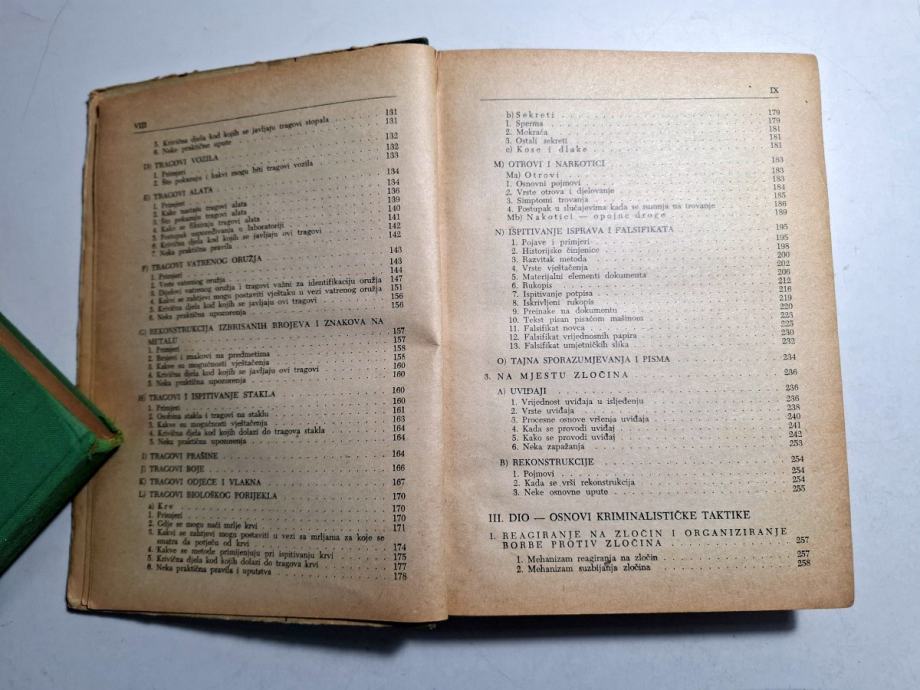 VIII
5. Krivična djela kod kojih se javljaju tragovi stopala 131
6. Neke praktične upute 131
D) TRAGOVI VOZILA 132
1. Primjeri 132
2. Što pokazuju i kakvi mogu biti tragovi vozila 133
E) TRAGOVI ALATA 134
1. Primjeri 134
2. Kako nastaju tragovi alata 136
3. Što pokazuju tragovi alata 139
4. Kako se fiksiraju tragovi alata 140
5. Postupak uspoređivanja u laboratoriji 141
6. Krivična djela kod kojih se javljaju ovi tragovi 142
7. Neka praktična pravila 142
F) TRAGOVI VATRENOG ORUŽJA 143
1. Primjeri 143
2. Vrste vatrenog oružja 144
3. Dijelovi vatrenog oružja i tragovi važni za identifikaciju oružja 147
4. Kakvi se zahtjevi mogu postaviti vještaku u vezi vatrenog oružja 151
5. Krivična djela kod kojih se javljaju ovi tragovi 156
6. Neka praktična upozorenja 156
G) REKONSTRUKCIJA IZBRISANIH BROJEVA I ZNAKOVA NA
METALU 157
1. Primjeri 157
2. Brojevi i znakovi na predmetima 158
3. Kakve su mogućnosti vještačenja 158
4. Krivična djela kod kojih se javljaju ovi tragovi 159
5. Neka praktična upozorenja 160
H) TRAGOVI I ISPITIVANJE STAKLA 160
1. Primjeri 160
2. Osobina stakla i tragovi na staklu 161
3. Kakve su mogućnosti vještačenja 163
4. Krivična djela kod kojih dolazi do tragova stakla 164
5. Neka praktična upozorenja 164
I) TRAGOVI PRAŠINE 164
J) TRAGOVI BOJE 166
K) TRAGOVI ODJEĆE I VLAKNA 167
L) TRAGOVI BIOLOŠKOG PORIJEKLA 170
a) Krv 170
1. Primjeri 170
2. Gdje se mogu naći mrlje krvi 171
3. Kakvi se zahtjevi mogu postaviti u vezi sa mrljama za koje se
smatra da potječu od krvi 174
4. Kakve se metode primjenjuju pri ispitivanju krvi 175
5. Krivična djela kod kojih dolazi do tragova krvi 177
6. Neka praktična pravila i uputstva 178
IX
b) Sekreti 179
1. Sperma 179
2. Mokraća 181
3. Ostali sekreti 181
c) Kose i dlake 181
M) OTROVI I NARKOTICI 183
Ma) Otrovi 183
1. Osnovni pojmovi 183
2. Vrste otrova i djelovanje 184
3. Simptomi trovanja 185
4. Postupak u slučajevima kada se sumnja na trovanje 186
Mb) Nakotici — opojne droge 189
N) ISPITIVANJE ISPRAVA I FALSIFIKATA 195
1. Pojave i primjeri 195
2. Historijske činjenice 198
3. Razvitak metoda 200
4. Vrste vještačenja 202
5. Materijalni elementi dokumenta 206
6. Rukopis 212
7. Ispitivanje potpisa 216
8. Iskrivljeni rukopis 219
9. Preinake na dokumentu 220
10. Tekst pisan pisaćom mašinom 223
11. Falsifikat novca 225
12. Falsifikat vrijednosnih papira 230
13. Falsifikat umjetničkih slika 232
O) TAJNA SPORAZUMJEVANJA I PISMA 234
3. NA MJESTU ZLOČINA 236
A) UVIĐAJI 236
1. Vrijednost uviđaja u isljeđenju 236
2. Vrste uviđaja 238
3. Procesne osnove vršenja uviđaja 240
4. Kada se provodi uviđaj 241
5. Kako se provodi uviđaj 242
6. Neka zapažanja 253
B) REKONSTRUKCIJE 254
1. Pojmovi 254
2. Kada se vrši rekonstrukcija 254
3. Neke osnovne upute 255
III. DIO — OSNOVI KRIMINALISTIČKE TAKTIKE
1. REAGIRANJE NA ZLOČIN I ORGANIZIRANJE
BORBE PROTIV ZLOČINA 257
1. Mehanizam reagiranja na zločin 257
2. Mehanizam suzbijanja zločina 258